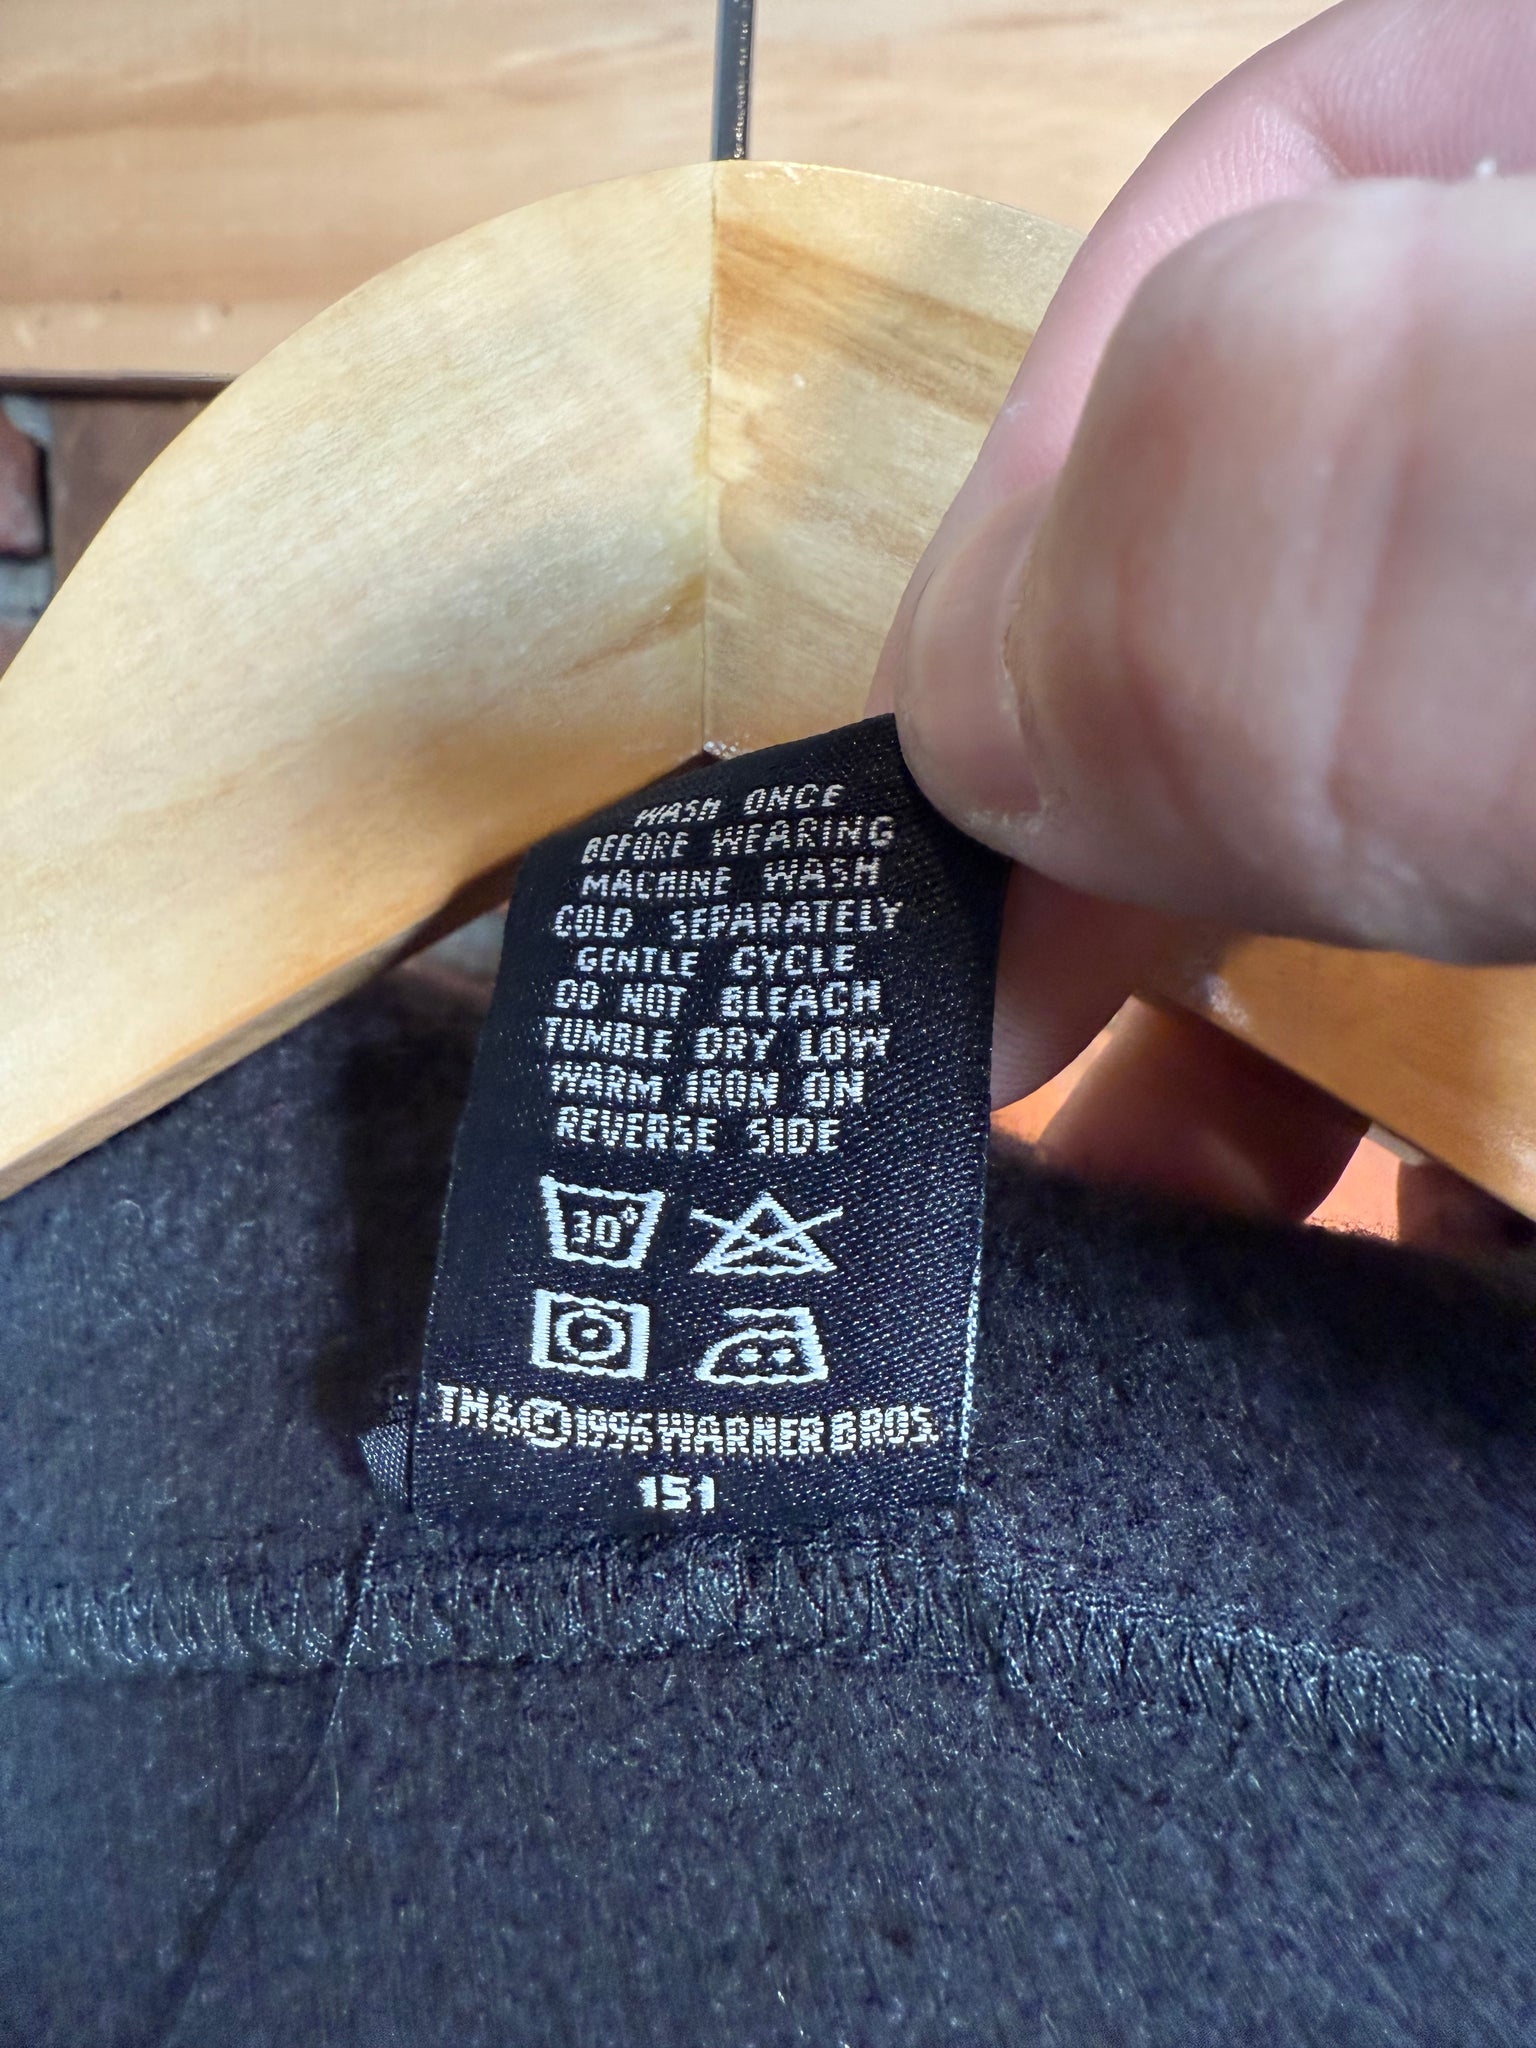 WASH ONCE
BEFORE WEARING
MACHINE WASH
COLD SEPARATELY
GENTLE CYCLE
DO NOT BLEACH
TUMBLE DRY LOW
WARM IRON ON
REVERSE SIDE
30°
TM&©1996 WARNER BROS.
151